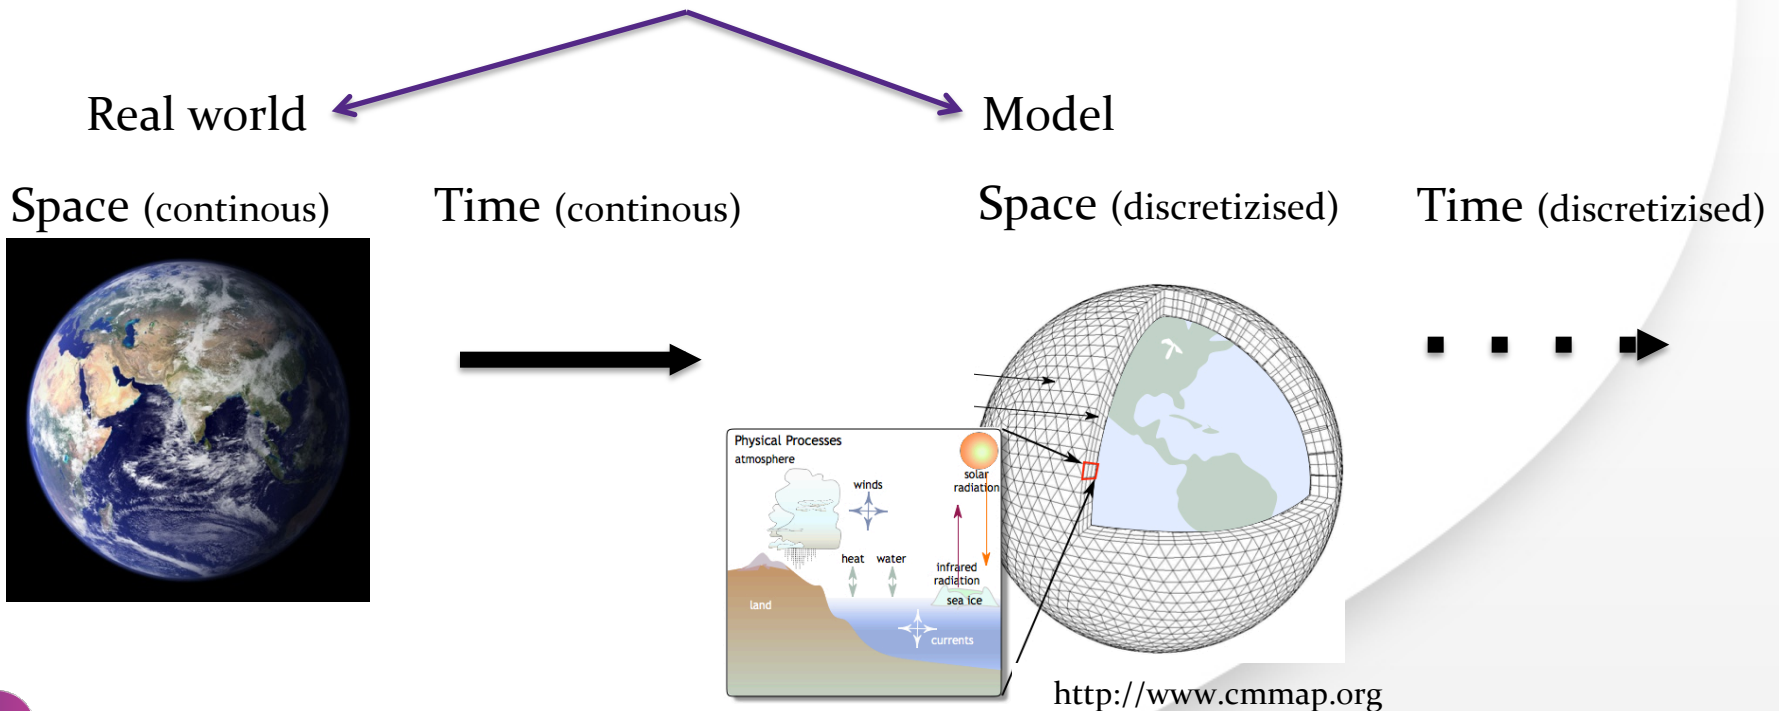 Real world
Model
Space (continous)
Time (continous)
Space (discretizised)
Time (discretizised)
Physical Processes
atmosphere
winds
solar
radiation
heat
water
infrared
radiation
sea ice
land
currents
http://www.cmmap.org